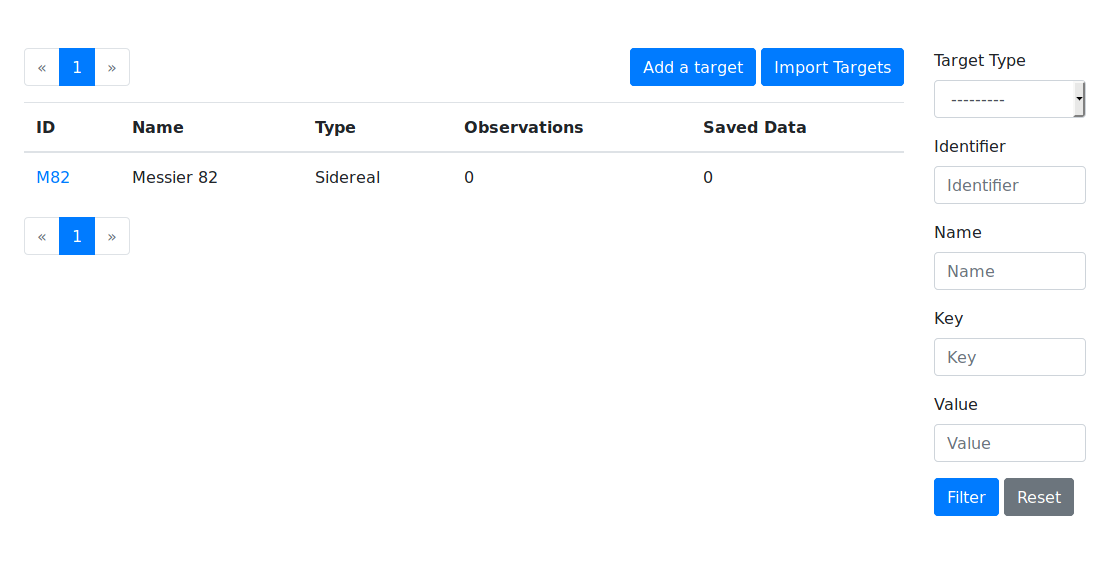 « 1 »
Add a target Import Targets
ID Name Type Observations Saved Data
M82 Messier 82 Sidereal 0 0
« 1 »
Target Type
---------
Identifier
Identifier
Name
Name
Key
Key
Value
Value
Filter Reset